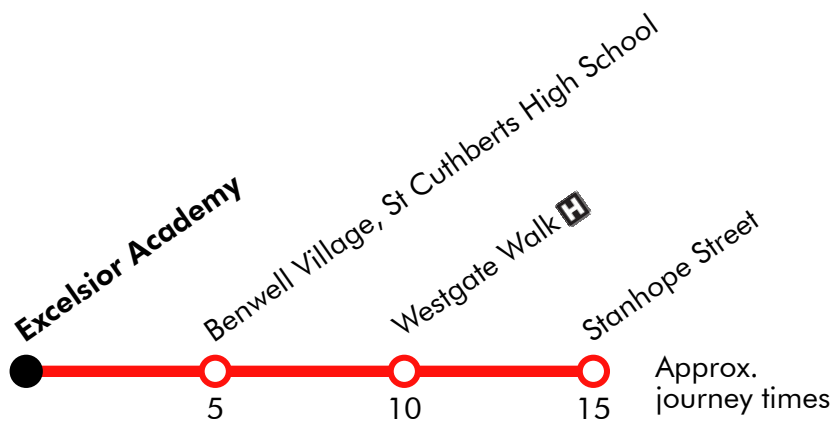 Excelsior Academy
Benwell Village, St Cuthberts High School
Westgate Walk H
Stanhope Street
5
10
15
Approx.
journey times